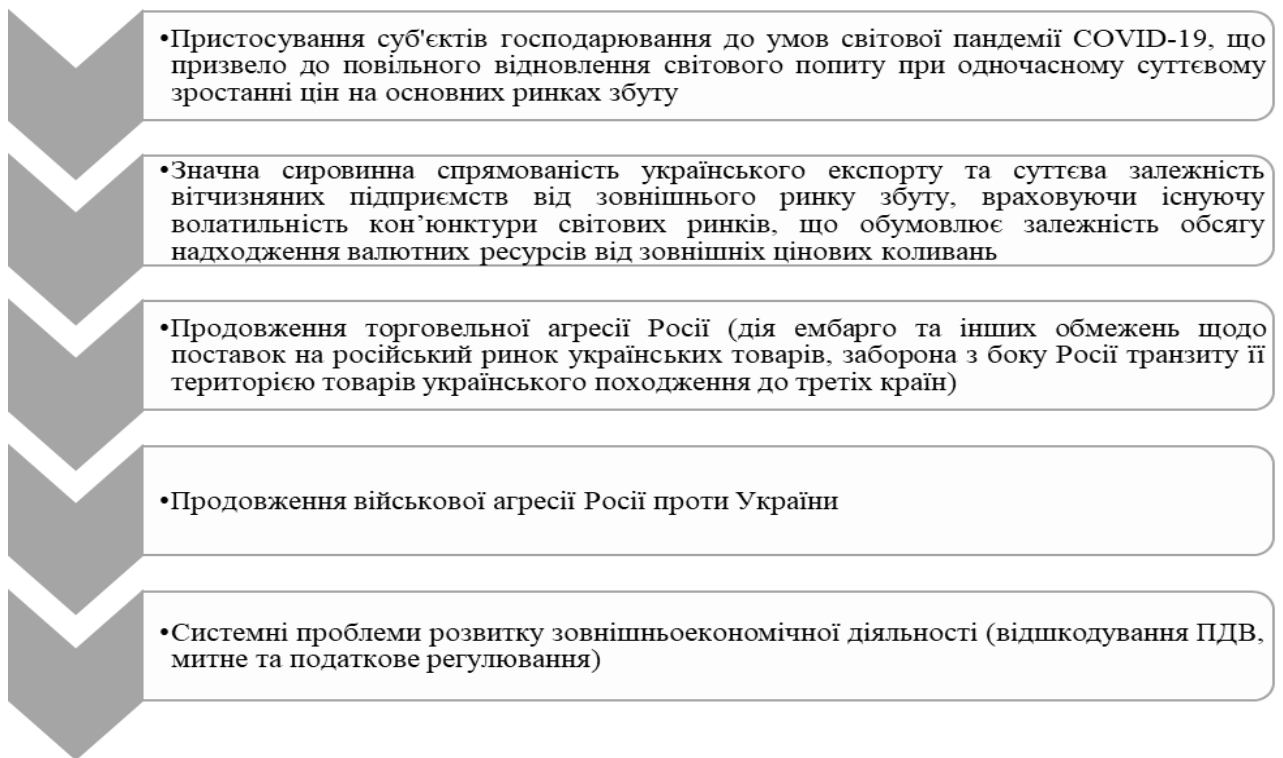 •Пристосування суб'єктів господарювання до умов світової пандемії COVID-19, що
призвело до повільного відновлення світового попиту при одночасному суттєвому
зростанні цін на основних ринках збуту
•Значна сировинна спрямованість українського експорту та суттєва залежність
вітчизняних підприємств від зовнішнього ринку збуту, враховуючи існуючу
волатильність кон’юнктури світових ринків, що обумовлює залежність обсягу
надходження валютних ресурсів від зовнішніх цінових коливань
•Продовження торговельної агресії Росії (дія ембарго та інших обмежень щодо
поставок на російський ринок українських товарів, заборона з боку Росії транзиту її
територією товарів українського походження до третіх країн)
•Продовження військової агресії Росії проти України
•Системні проблеми розвитку зовнішньоекономічної діяльності (відшкодування ПДВ,
митне та податкове регулювання)